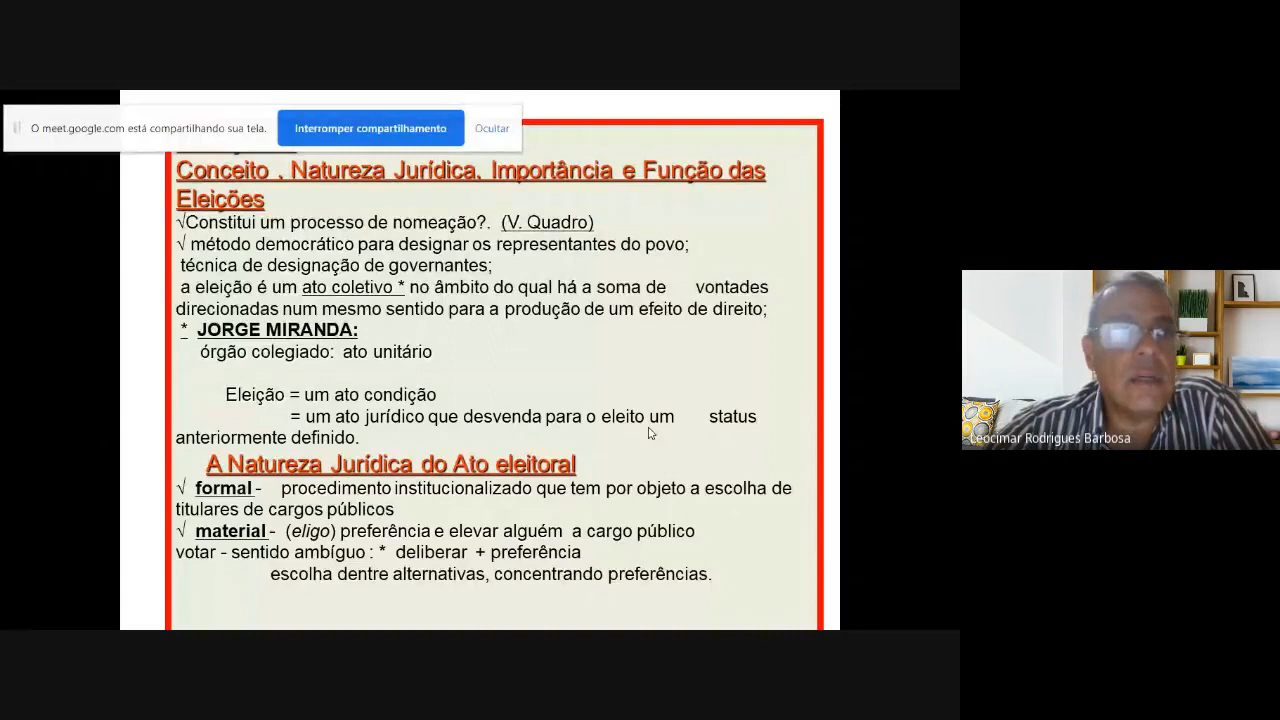 O meet.google.com está compartilhando sua tela. Interromper compartilhamento Ocultar
Conceito , Natureza Jurídica, Importância e Função das
Eleições
√Constitui um processo de nomeação?. (V. Quadro)
√ método democrático para designar os representantes do povo;
técnica de designação de governantes;
a eleição é um ato coletivo * no âmbito do qual há a soma de vontades
direcionadas num mesmo sentido para a produção de um efeito de direito;
* JORGE MIRANDA:
órgão colegiado: ato unitário
Eleição = um ato condição
= um ato jurídico que desvenda para o eleito um status
anteriormente definido.
A Natureza Jurídica do Ato eleitoral
√ formal - procedimento institucionalizado que tem por objeto a escolha de
titulares de cargos públicos
√ material - (eligo) preferência e elevar alguém a cargo público
votar - sentido ambíguo : * deliberar + preferência
escolha dentre alternativas, concentrando preferências.
Leocimar Rodrigues Barbosa